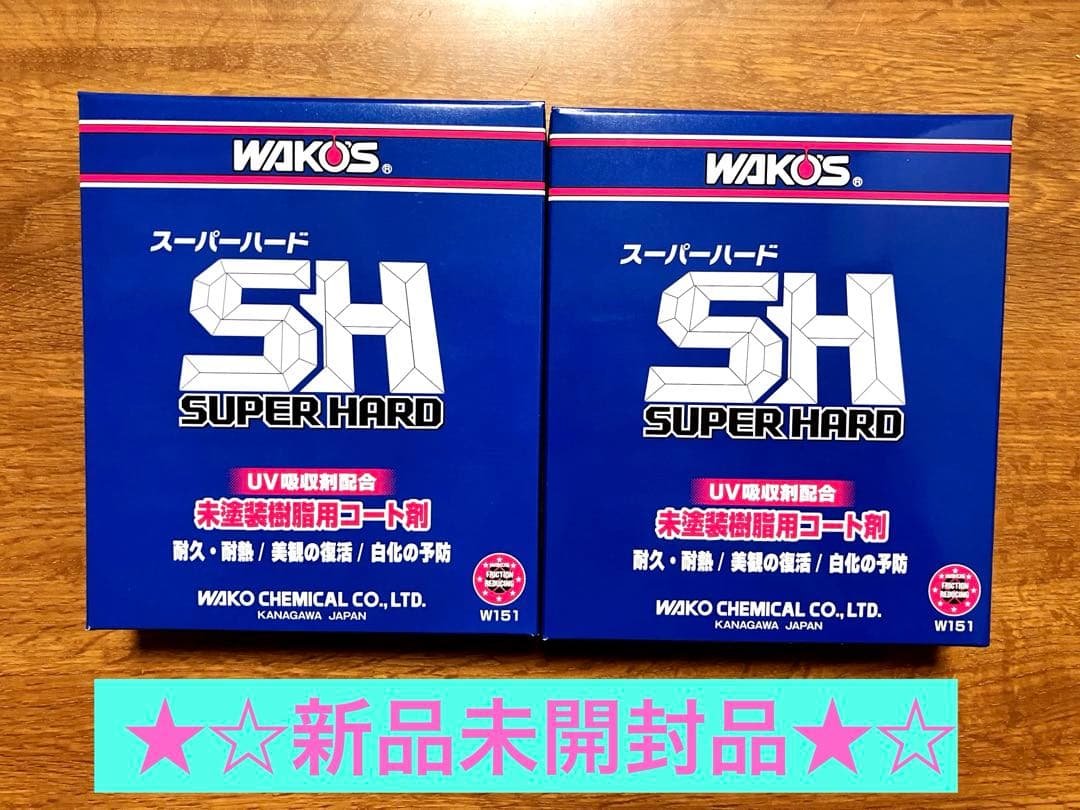 WAKO'S®
スーパーハード
SH
SUPER HARD
UV吸収剤配合
未塗装樹脂用コート剤
耐久・耐熱/美観の復活/白化の予防
FRICTION
REDUCING
WAKO CHEMICAL CO.,LTD.
KANAGAWA JAPAN
W151
WAKO'S®
スーパーハード
SH
SUPER HARD
UV吸収剤配合
未塗装樹脂用コート剤
耐久・耐熱/美観の復活/白化の予防
FRICTION
REDUCING
WAKO CHEMICAL CO.,LTD.
KANAGAWA JAPAN
W151
★☆新品未開封品★☆